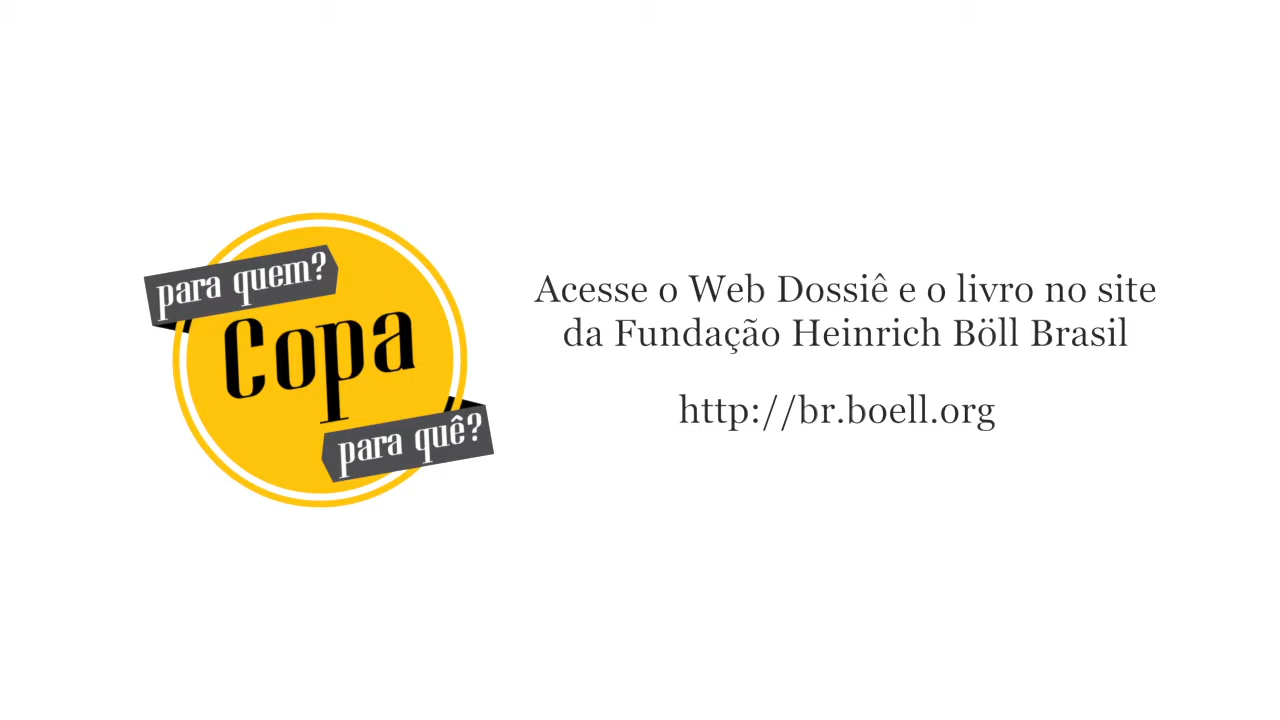 para quem?
Copa
para quê?
Acesse o Web Dossiê e o livro no site
da Fundação Heinrich Böll Brasil
http://br.boell.org